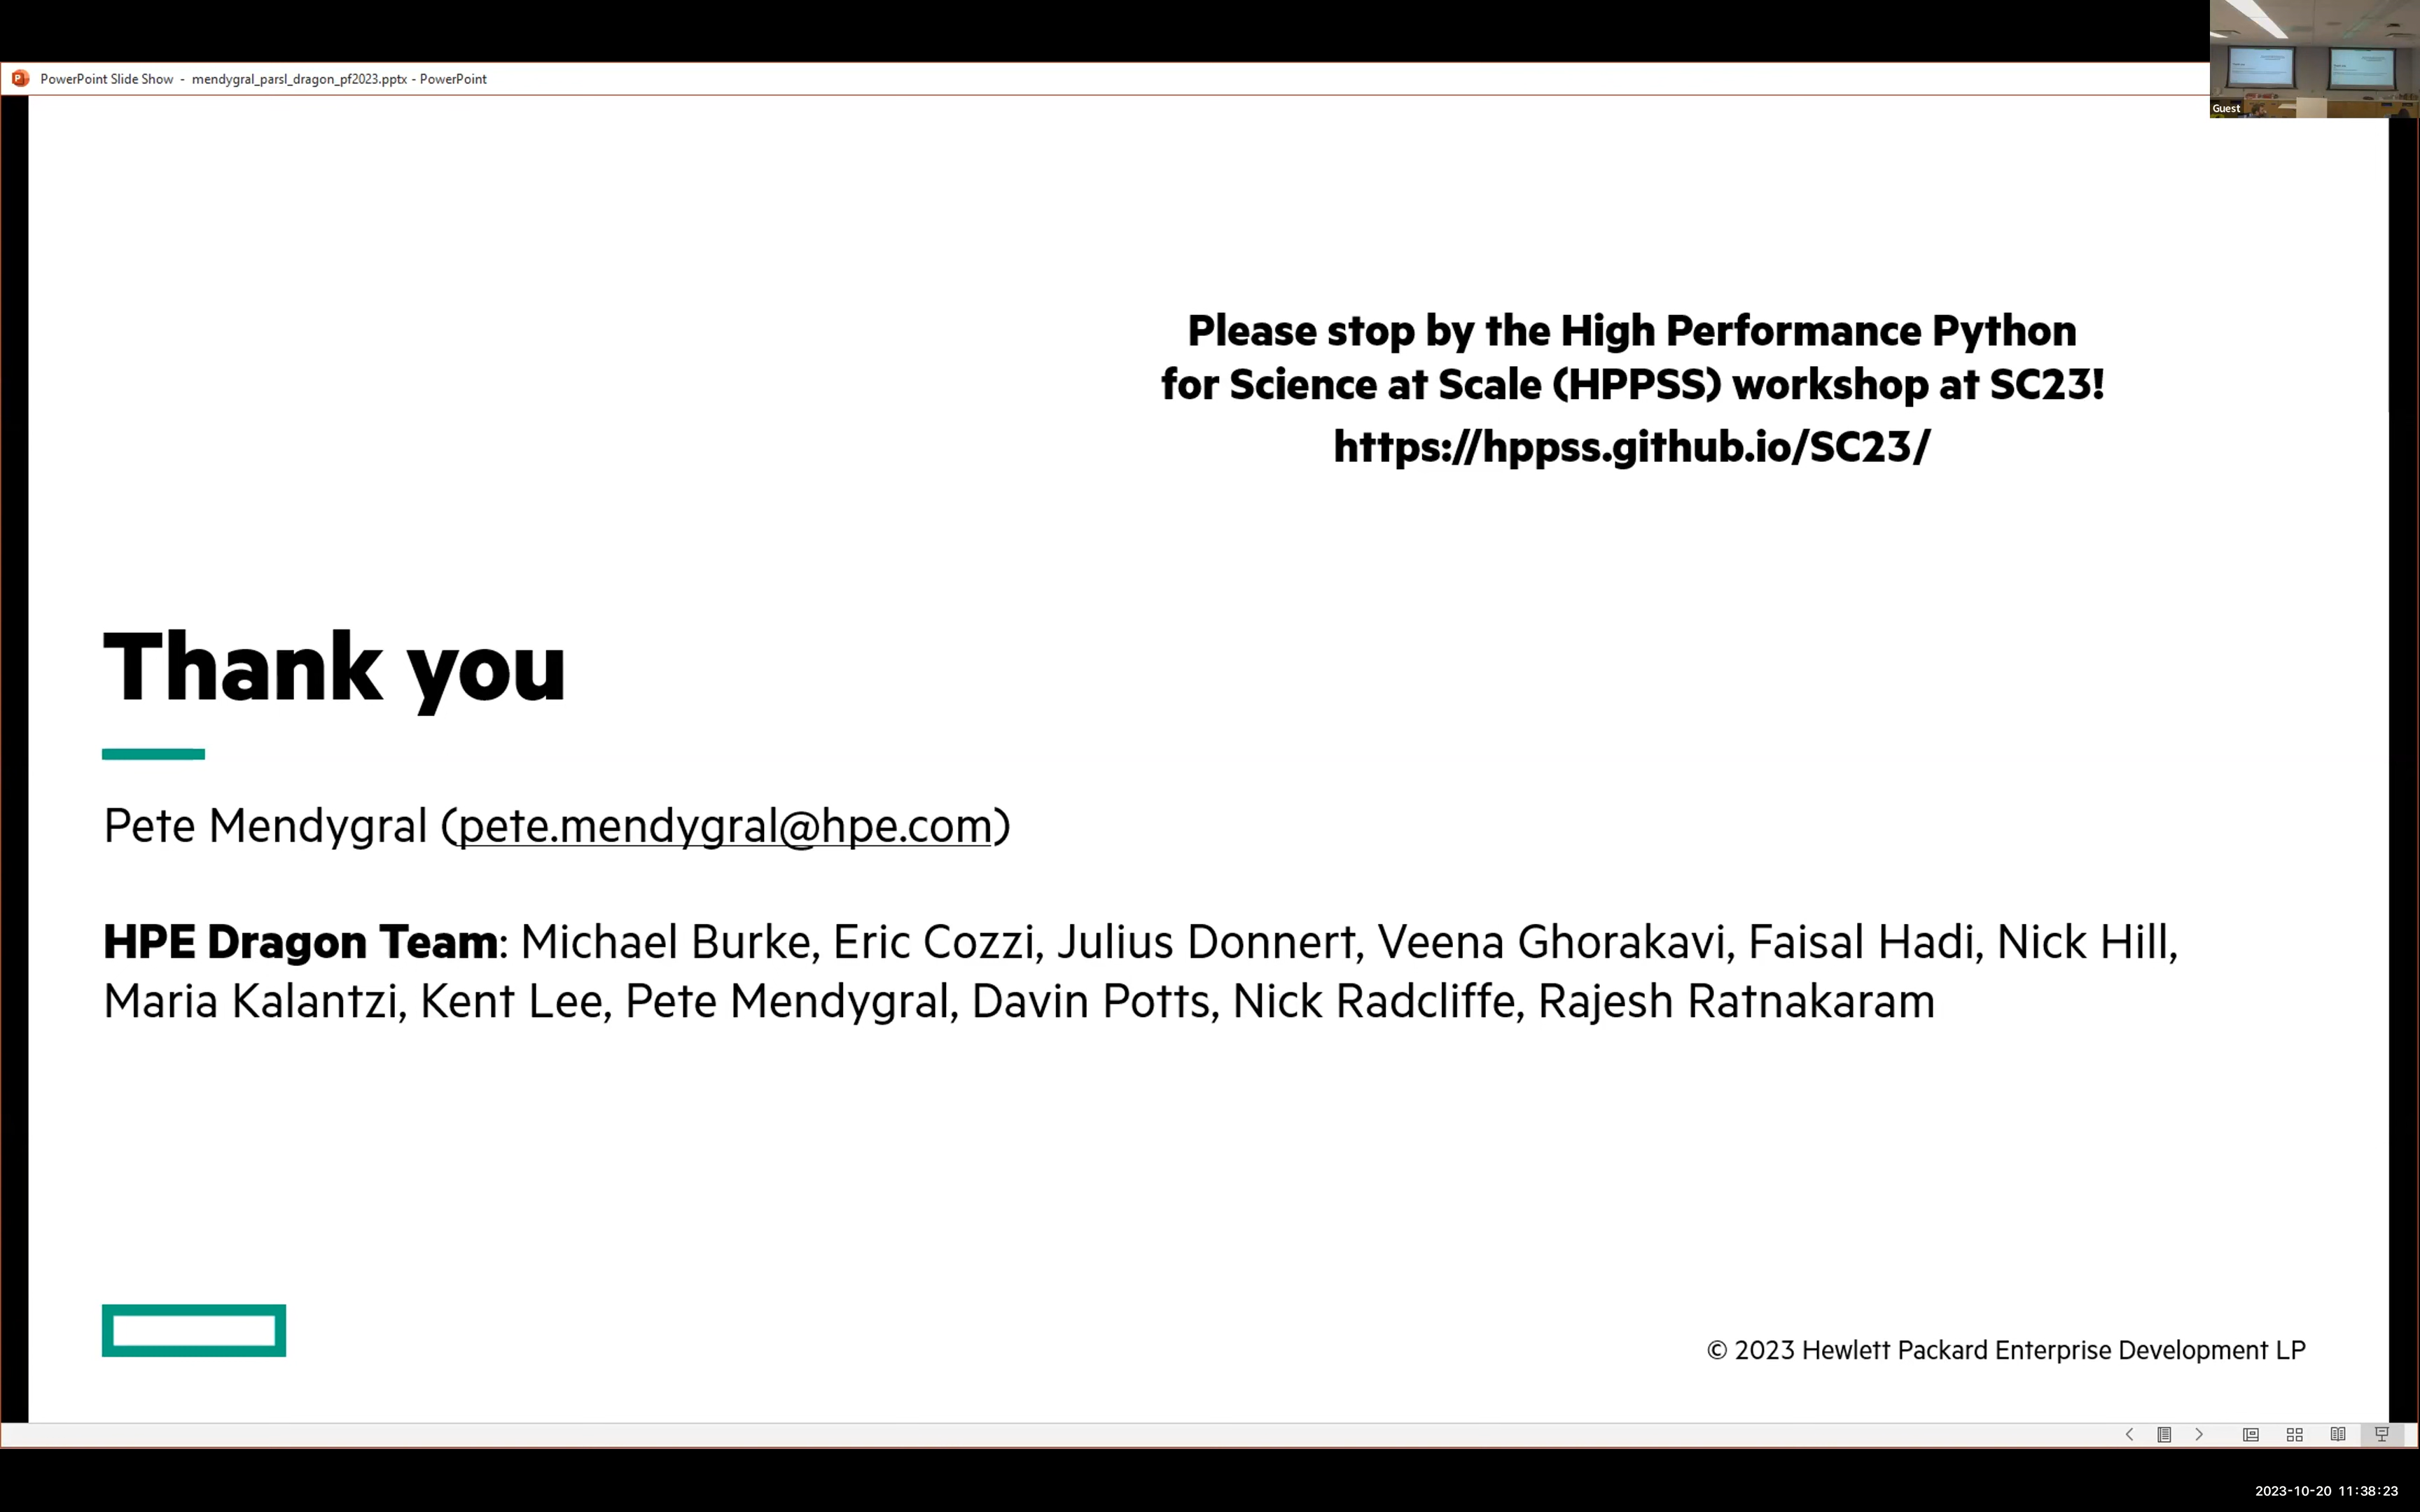 PowerPoint Slide Show - mendygral_parsl_dragon_pf2023.pptx - PowerPoint
Guest
Please stop by the High Performance Python
for Science at Scale (HPPSS) workshop at SC23!
https://hppss.github.io/SC23/
Thank you
Pete Mendygral (pete.mendygral@hpe.com)
HPE Dragon Team: Michael Burke, Eric Cozzi, Julius Donnert, Veena Ghorakavi, Faisal Hadi, Nick Hill,
Maria Kalantzi, Kent Lee, Pete Mendygral, Davin Potts, Nick Radcliffe, Rajesh Ratnakaram
© 2023 Hewlett Packard Enterprise Development LP
2023-10-20 11:38:23